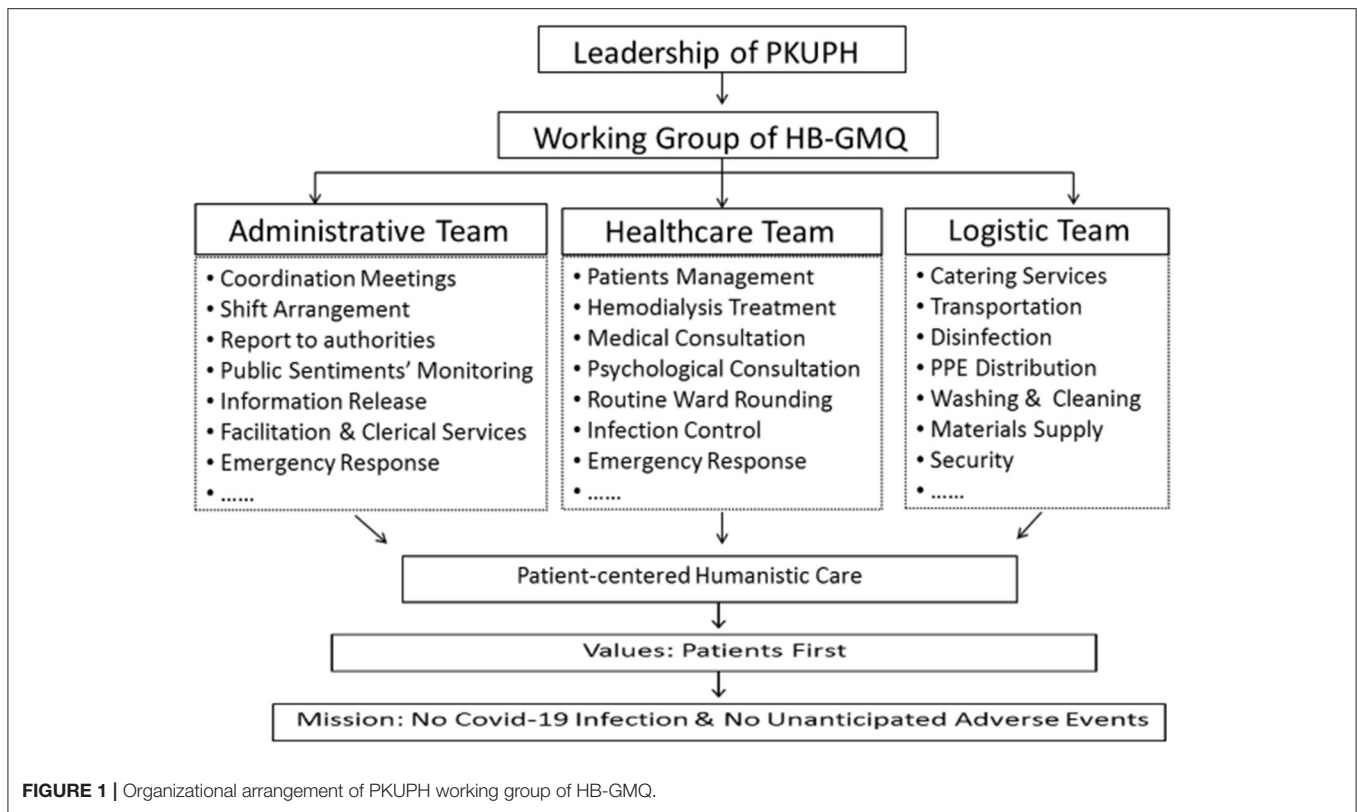 Leadership of PKUPH
Working Group of HB-GMQ
Administrative Team
• Coordination Meetings
• Shift Arrangement
• Report to authorities
• Public Sentiments' Monitoring
• Information Release
• Facilitation & Clerical Services
• Emergency Response
• ......
Healthcare Team
• Patients Management
• Hemodialysis Treatment
• Medical Consultation
• Psychological Consultation
• Routine Ward Rounding
• Infection Control
• Emergency Response
• ......
Logistic Team
• Catering Services
• Transportation
• Disinfection
• PPE Distribution
• Washing & Cleaning
• Materials Supply
• Security
• ......
Patient-centered Humanistic Care
Values: Patients First
Mission: No Covid-19 Infection & No Unanticipated Adverse Events
FIGURE 1 | Organizational arrangement of PKUPH working group of HB-GMQ.